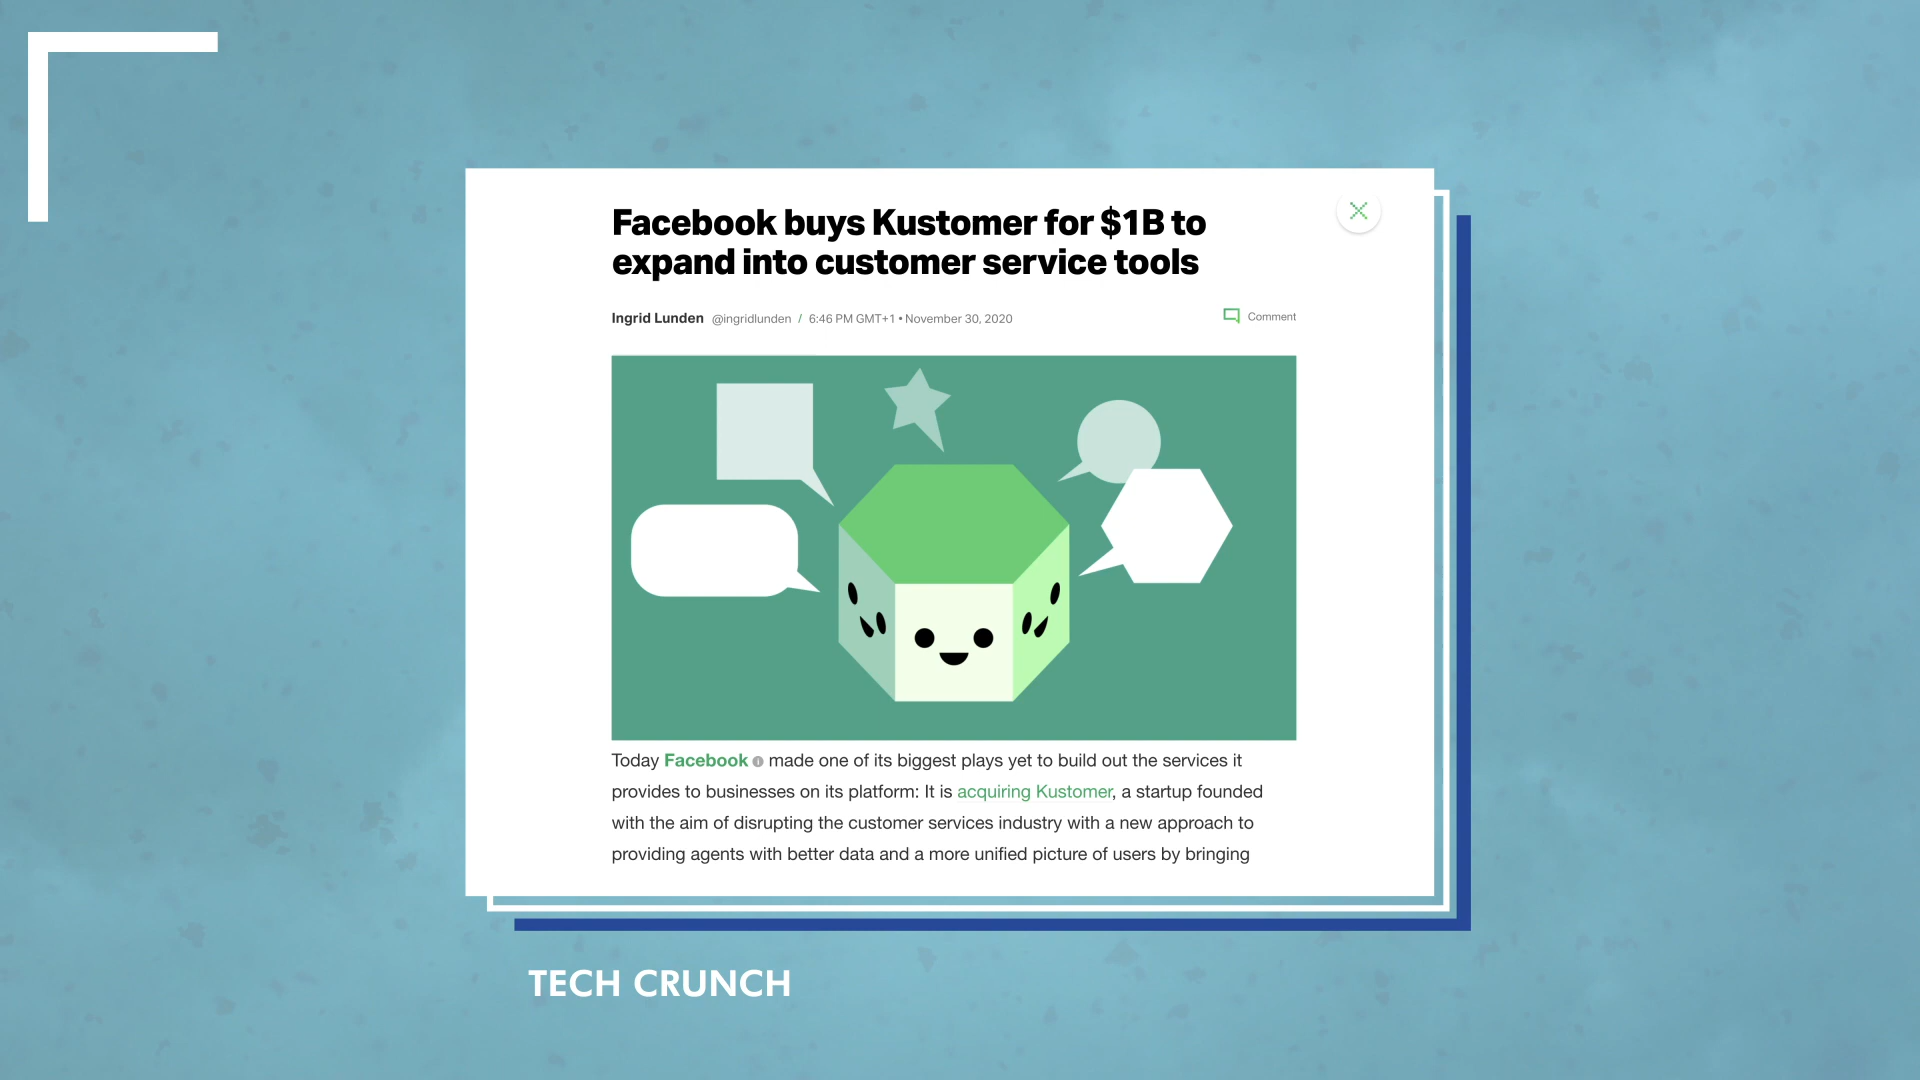 Facebook buys Kustomer for $1B to
expand into customer service tools
Ingrid Lunden @ingridlunden / 6:46 PM GMT+1 • November 30, 2020
Comment
Today Facebook made one of its biggest plays yet to build out the services it
provides to businesses on its platform: It is acquiring Kustomer, a startup founded
with the aim of disrupting the customer services industry with a new approach to
providing agents with better data and a more unified picture of users by bringing
TECH CRUNCH